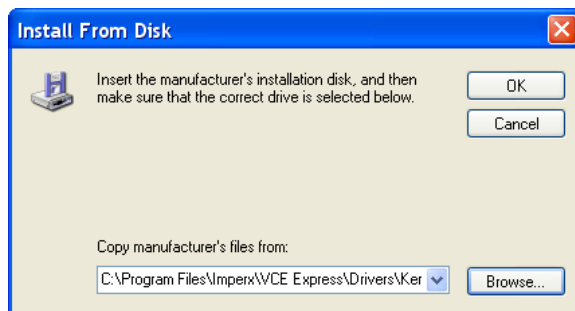 Install From Disk
Insert the manufacturer's installation disk, and then
make sure that the correct drive is selected below.
OK
Cancel
Copy manufacturer's files from:
C:\Program Files\Imperx\VCE Express\Drivers\Ker
Browse...